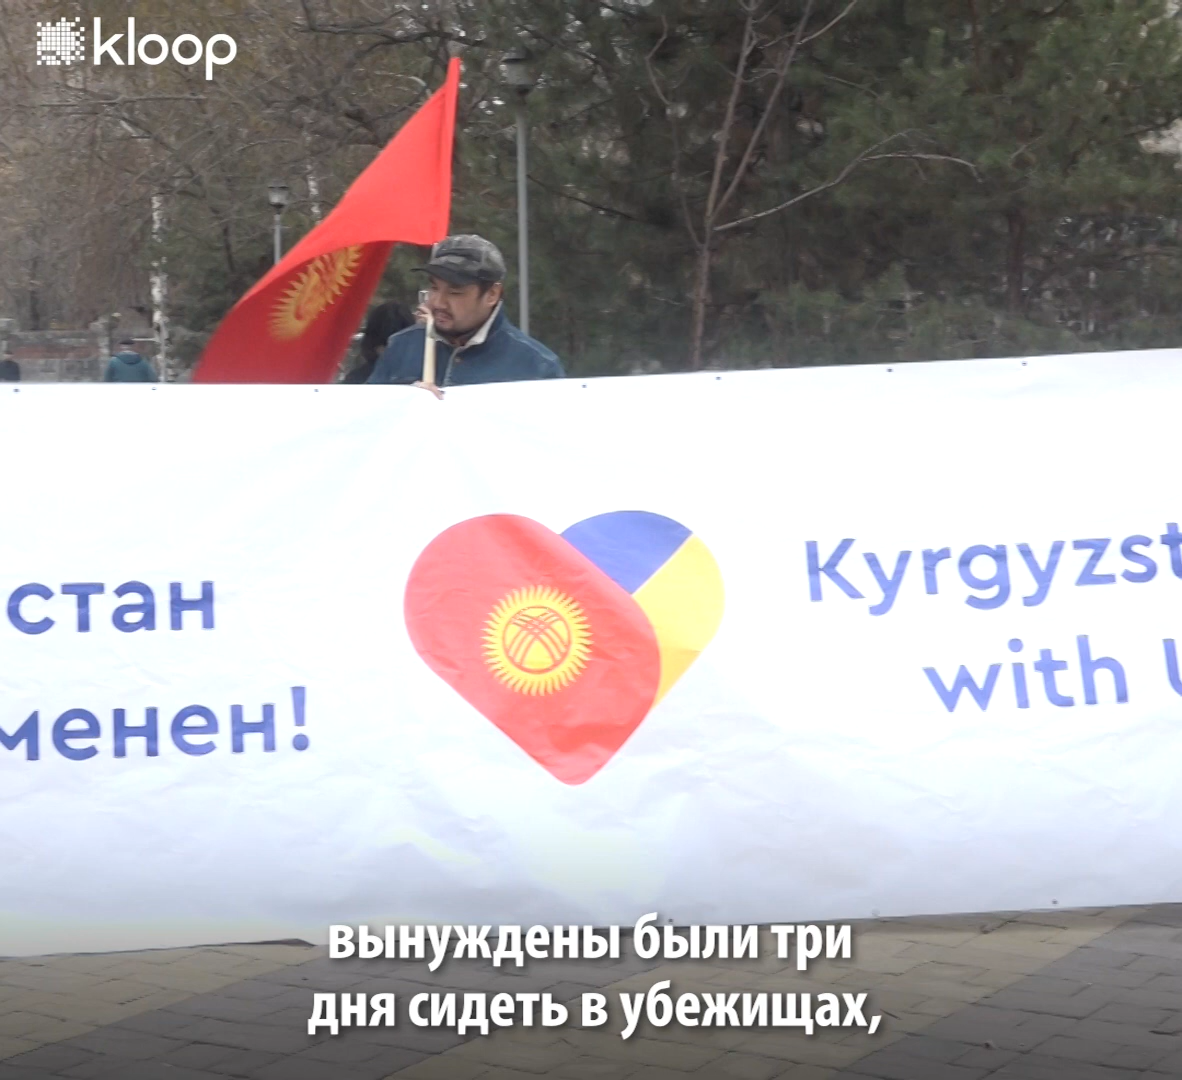 kloop
стан
менен!
Kyrgyzst
with U
вынуждены были три
дня сидеть в убежищах,